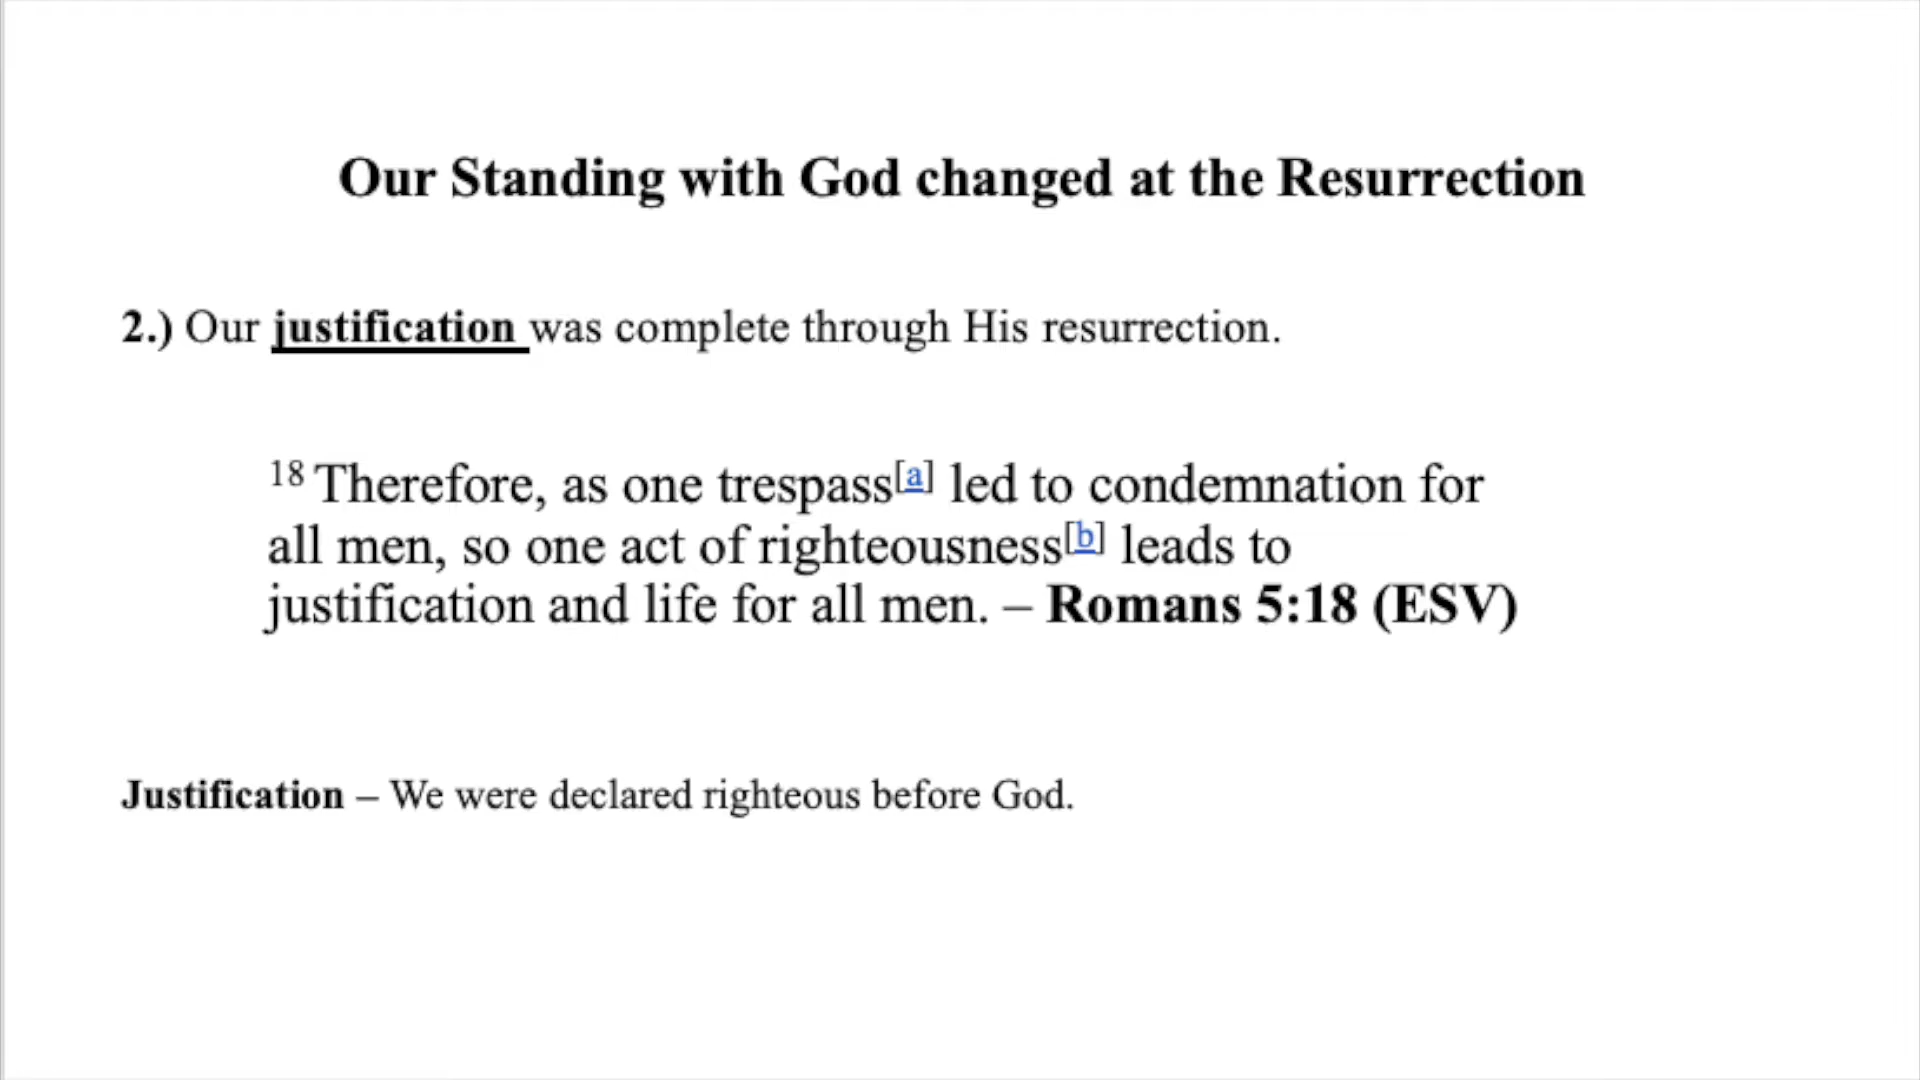 Our Standing with God changed at the Resurrection
2.) Our justification was complete through His resurrection.
18 Therefore, as one trespass[a] led to condemnation for
all men, so one act of righteousness[b] leads to
justification and life for all men. – Romans 5:18 (ESV)
Justification – We were declared righteous before God.